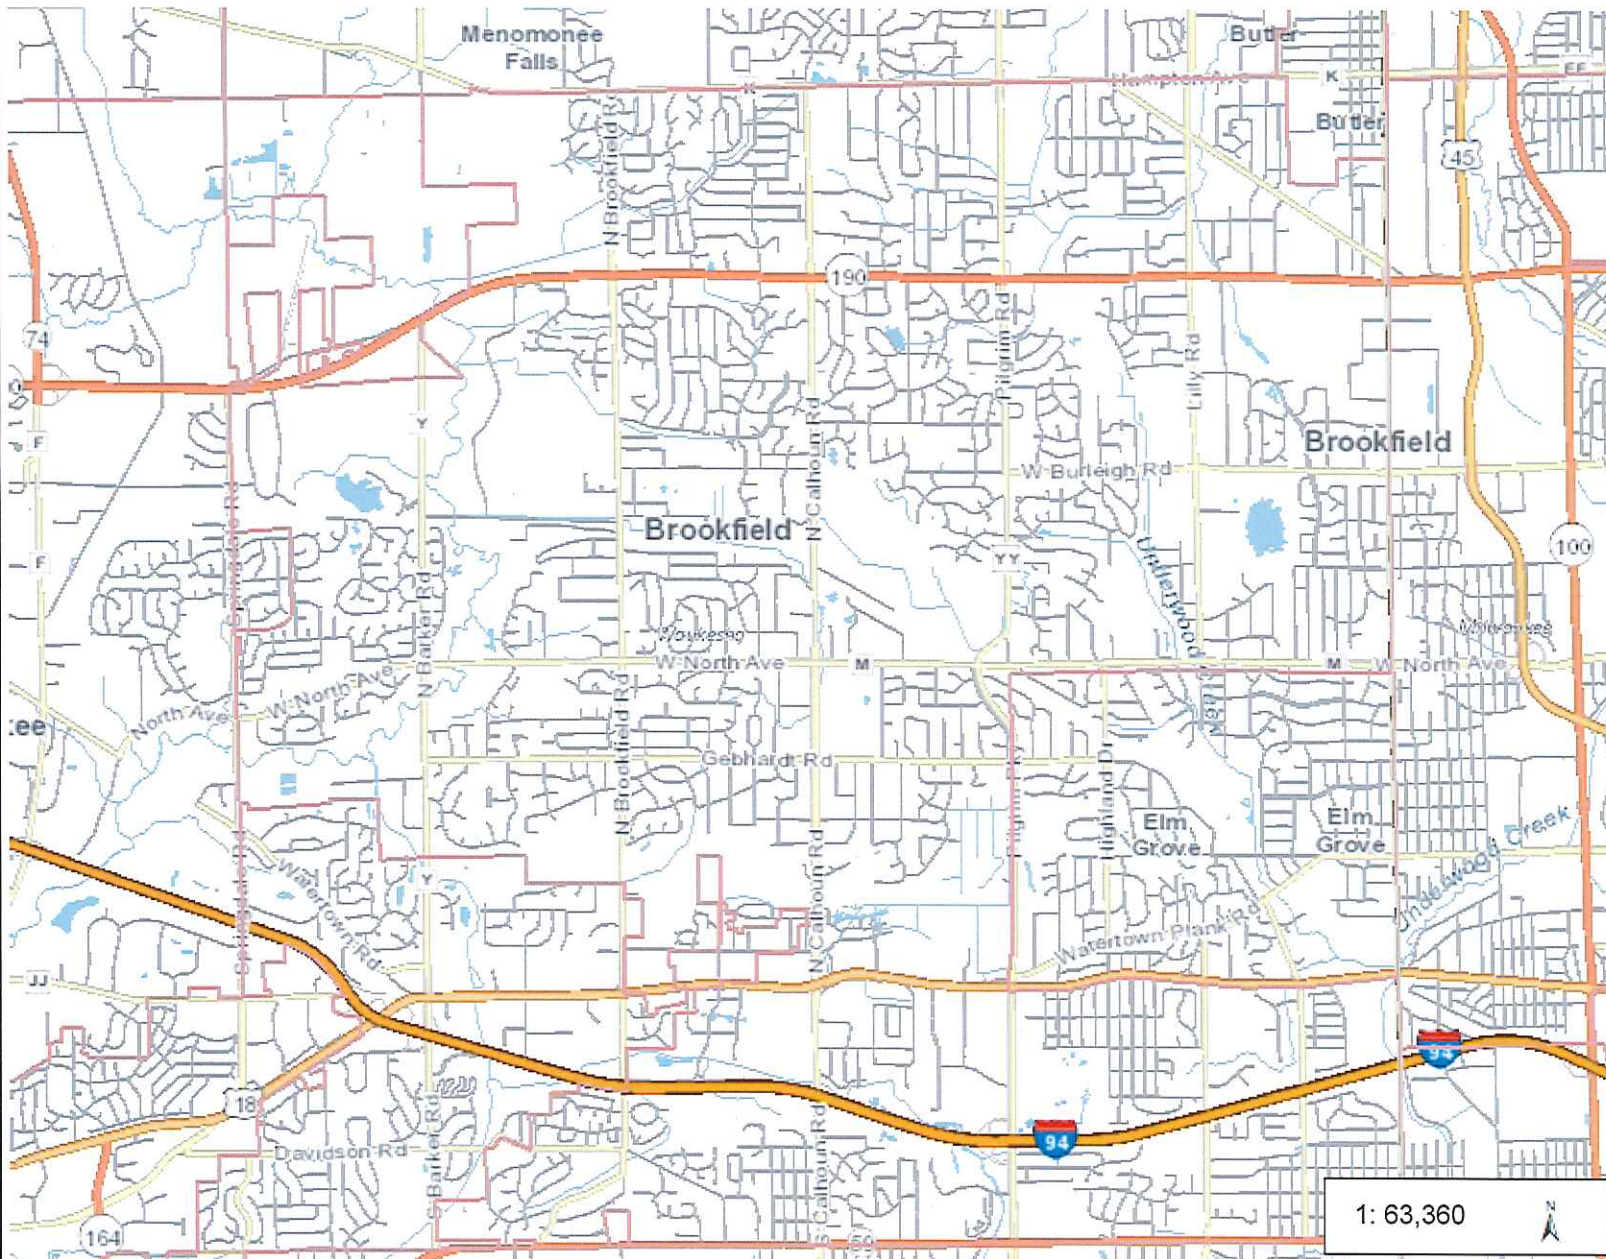 Menomonee
Falls
Butler
K
EE
K
Hampton Ave
Butler
45
N Brookfield Rd
190
74
Pilgrim Rd
Lilly Rd
F
Y
N Calhoun Rd
Brookfield
W Burleigh Rd
Brookfield
100
F
YY
Underwood
N Barker Rd
Waukesha
Milwaukee
W North Ave
M
M
W North Ave
W North Ave
North Ave
N Brookfield Rd
Gebhardt Rd
Highland Dr
Elm
Grove
Elm
Grove
Underwood Creek
N Calhoun Rd
Y
Watertown Rd
Watertown Plank Rd
JJ
94
18
94
Davidson Rd
Barker Rd
S Calhoun Rd
164
59
1: 63,360
N